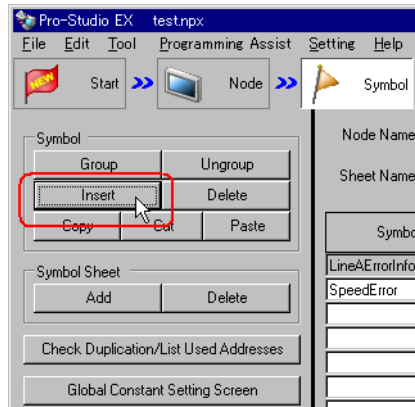 Pro-Studio EX test.npx
File Edit Tool Programming Assist Setting Help
NEW Start Node Symbol
Symbol
Group Ungroup
Insert Delete
Copy Cut Paste
Symbol Sheet
Add Delete
Check Duplication/List Used Addresses
Global Constant Setting Screen
Node Name
Sheet Name
Symbo
LineAErrorInfo
SpeedError